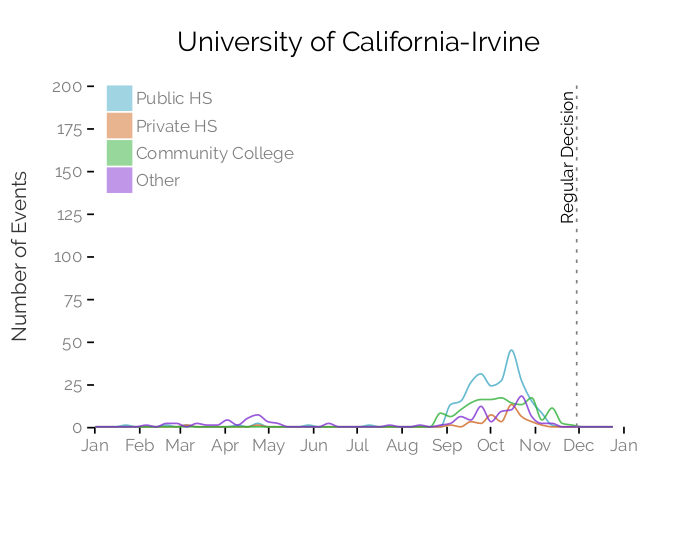 University of California-Irvine
Number of Events
200
175
150
125
100
75
50
25
0
Public HS
Private HS
Community College
Other
Regular Decision
Jan Feb Mar Apr May Jun Jul Aug Sep Oct Nov Dec Jan